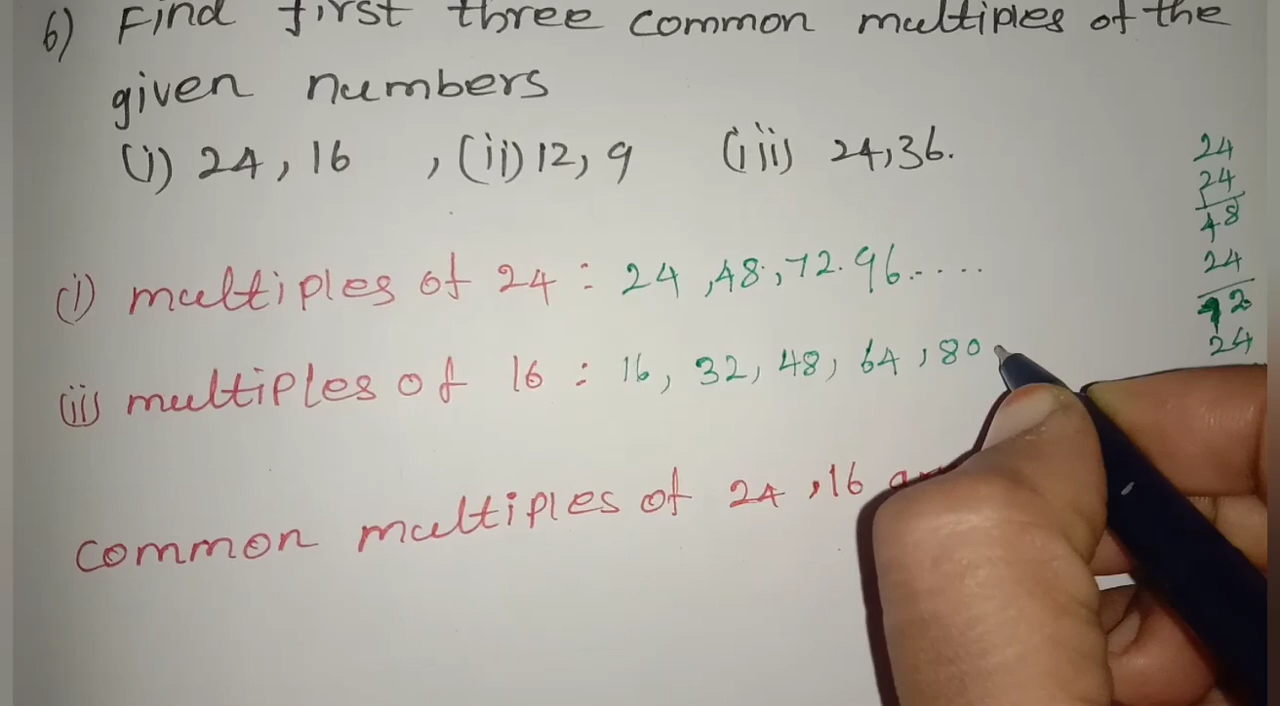 6) Find first three common multiples of the
given numbers
(i) 24, 16 , (ii) 12, 9 (iii) 24,36.
(i) multiples of 24 : 24 ,48, 72. 96.....
(ii) multiples of 16 : 16, 32, 48, 64 , 80
common multiples of 24 , 16
24
24
48
24
72
24